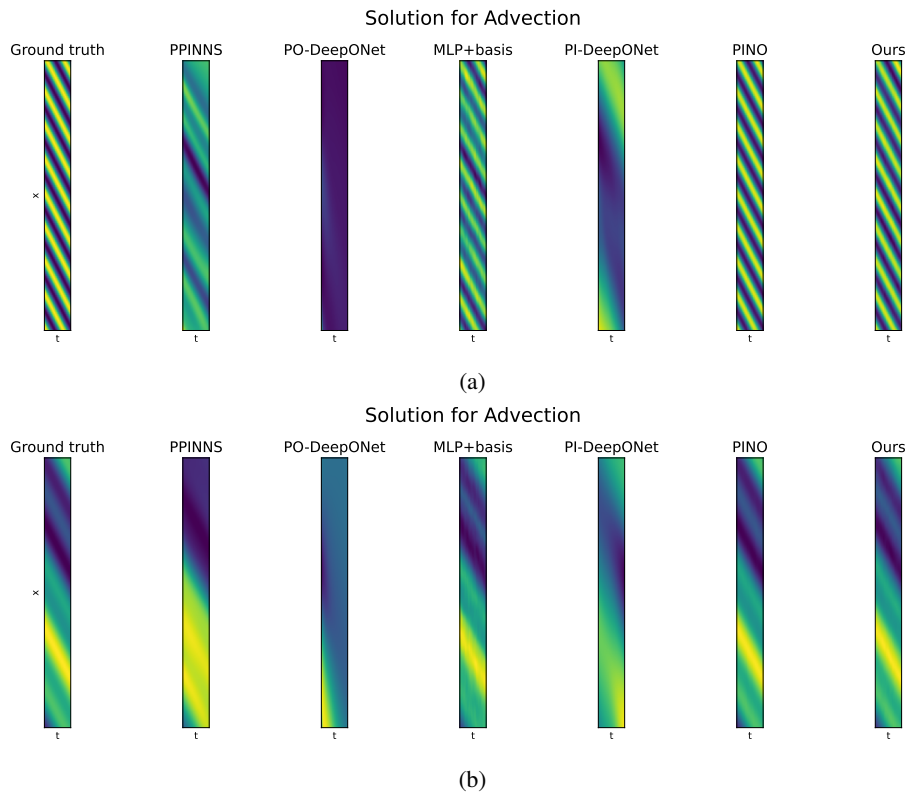 Solution for Advection
Ground truth PPINNS PO-DeepONet MLP+basis PI-DeepONet PINO Ours
x
t t t t t t t
(a)
Solution for Advection
Ground truth PPINNS PO-DeepONet MLP+basis PI-DeepONet PINO Ours
x
t t t t t t t
(b)